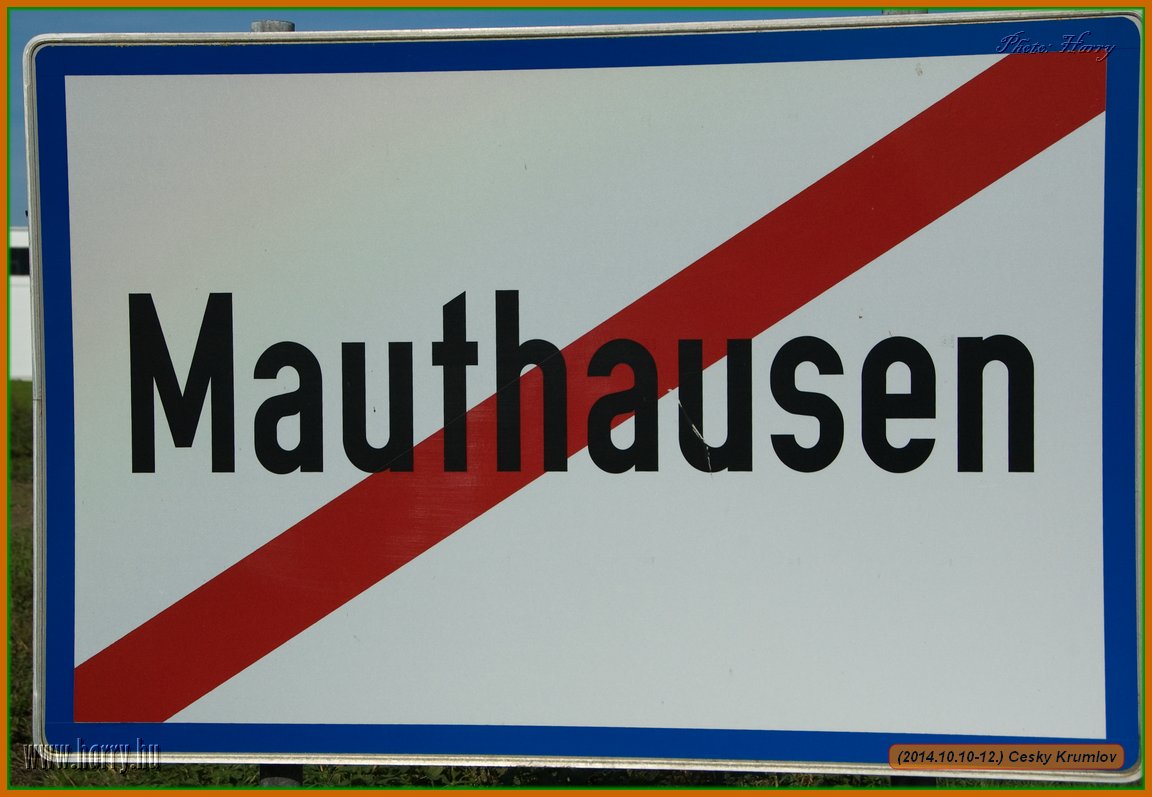 Photo: Harry
Mauthausen
www.harry.hu
(2014.10.10-12.) Cesky Krumlov